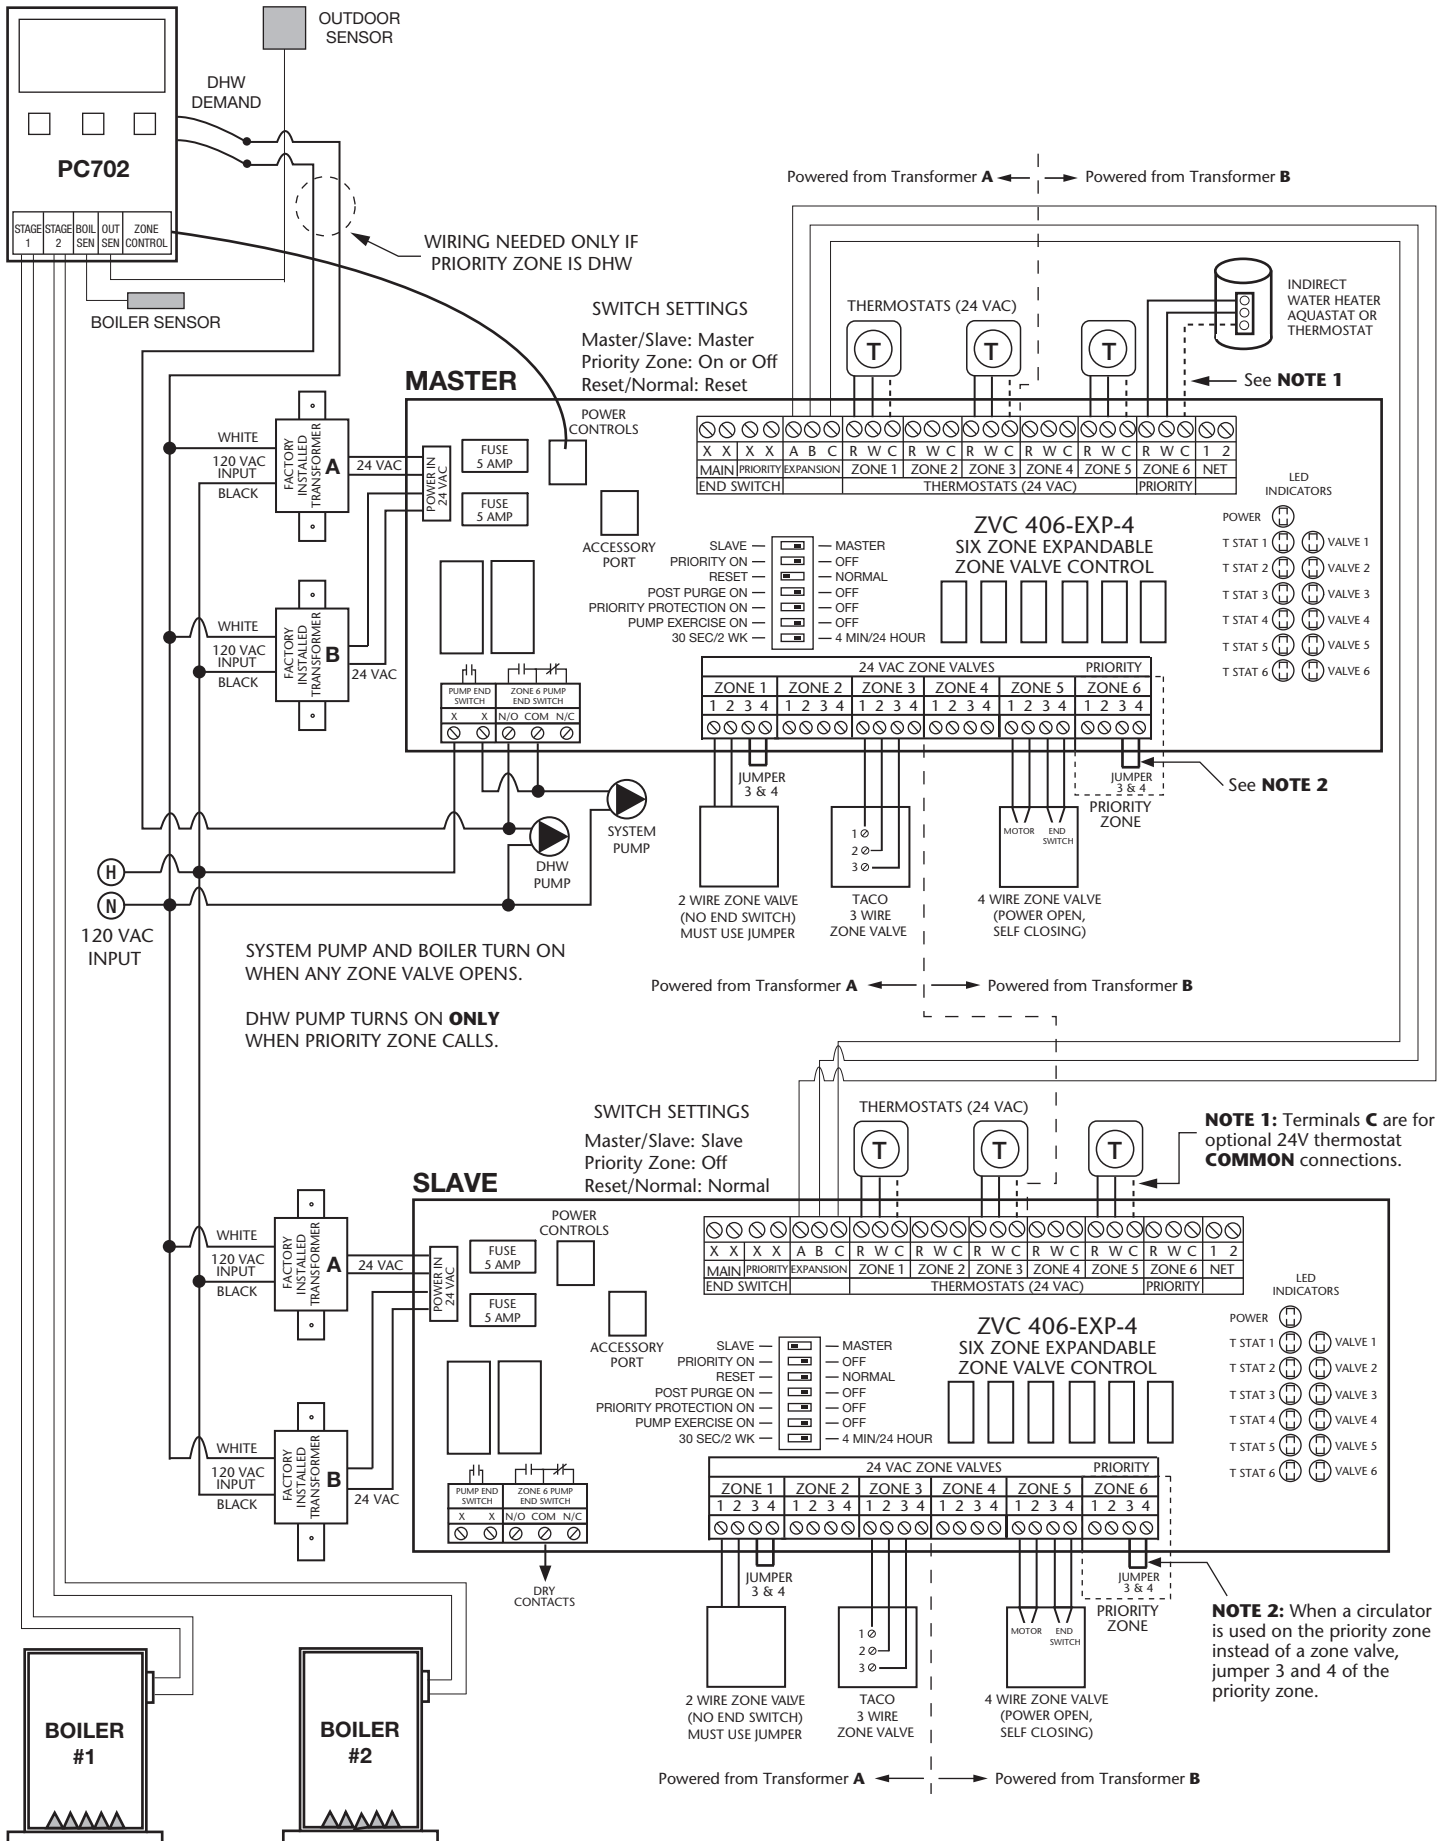 OUTDOOR
SENSOR
DHW
DEMAND
PC702
STAGE
1
STAGE
2
BOIL
SEN
OUT
SEN
ZONE
CONTROL
BOILER SENSOR
WIRING NEEDED ONLY IF
PRIORITY ZONE IS DHW
Powered from Transformer A
Powered from Transformer B
SWITCH SETTINGS
Master/Slave: Master
Priority Zone: On or Off
Reset/Normal: Reset
THERMOSTATS (24 VAC)
T
T
T
INDIRECT
WATER HEATER
AQUASTAT OR
THERMOSTAT
See NOTE 1
MASTER
WHITE
120 VAC
INPUT
BLACK
FACTORY
INSTALLED
TRANSFORMER
A
24 VAC
POWER IN
24 VAC
FUSE
5 AMP
FUSE
5 AMP
POWER
CONTROLS
ACCESSORY
PORT
X X X X A B C R W C R W C R W C R W C R W C R W C 1 2
MAIN PRIORITY EXPANSION ZONE 1 ZONE 2 ZONE 3 ZONE 4 ZONE 5 ZONE 6 NET
END SWITCH THERMOSTATS (24 VAC) PRIORITY
ZVC 406-EXP-4
SIX ZONE EXPANDABLE
ZONE VALVE CONTROL
SLAVE MASTER
PRIORITY ON OFF
RESET NORMAL
POST PURGE ON OFF
PRIORITY PROTECTION ON OFF
PUMP EXERCISE ON OFF
30 SEC/2 WK 4 MIN/24 HOUR
LED
INDICATORS
POWER
T STAT 1 VALVE 1
T STAT 2 VALVE 2
T STAT 3 VALVE 3
T STAT 4 VALVE 4
T STAT 5 VALVE 5
T STAT 6 VALVE 6
WHITE
120 VAC
INPUT
BLACK
FACTORY
INSTALLED
TRANSFORMER
B
24 VAC
PUMP END
SWITCH
X X
ZONE 6 PUMP
END SWITCH
N/O COM N/C
24 VAC ZONE VALVES PRIORITY
ZONE 1 ZONE 2 ZONE 3 ZONE 4 ZONE 5 ZONE 6
1 2 3 4 1 2 3 4 1 2 3 4 1 2 3 4 1 2 3 4 1 2 3 4
JUMPER
3 & 4
JUMPER
3 & 4
See NOTE 2
PRIORITY
ZONE
1
2
3
MOTOR
END
SWITCH
2 WIRE ZONE VALVE
(NO END SWITCH)
MUST USE JUMPER
TACO
3 WIRE
ZONE VALVE
4 WIRE ZONE VALVE
(POWER OPEN,
SELF CLOSING)
SYSTEM
PUMP
DHW
PUMP
H
N
120 VAC
INPUT
SYSTEM PUMP AND BOILER TURN ON
WHEN ANY ZONE VALVE OPENS.
DHW PUMP TURNS ON ONLY
WHEN PRIORITY ZONE CALLS.
Powered from Transformer A
Powered from Transformer B
SWITCH SETTINGS
Master/Slave: Slave
Priority Zone: Off
Reset/Normal: Normal
THERMOSTATS (24 VAC)
T
T
T
NOTE 1: Terminals C are for
optional 24V thermostat
COMMON connections.
SLAVE
WHITE
120 VAC
INPUT
BLACK
FACTORY
INSTALLED
TRANSFORMER
A
24 VAC
POWER IN
24 VAC
FUSE
5 AMP
FUSE
5 AMP
POWER
CONTROLS
ACCESSORY
PORT
X X X X A B C R W C R W C R W C R W C R W C R W C 1 2
MAIN PRIORITY EXPANSION ZONE 1 ZONE 2 ZONE 3 ZONE 4 ZONE 5 ZONE 6 NET
END SWITCH THERMOSTATS (24 VAC) PRIORITY
ZVC 406-EXP-4
SIX ZONE EXPANDABLE
ZONE VALVE CONTROL
SLAVE MASTER
PRIORITY ON OFF
RESET NORMAL
POST PURGE ON OFF
PRIORITY PROTECTION ON OFF
PUMP EXERCISE ON OFF
30 SEC/2 WK 4 MIN/24 HOUR
LED
INDICATORS
POWER
T STAT 1 VALVE 1
T STAT 2 VALVE 2
T STAT 3 VALVE 3
T STAT 4 VALVE 4
T STAT 5 VALVE 5
T STAT 6 VALVE 6
WHITE
120 VAC
INPUT
BLACK
FACTORY
INSTALLED
TRANSFORMER
B
24 VAC
PUMP END
SWITCH
X X
ZONE 6 PUMP
END SWITCH
N/O COM N/C
DRY
CONTACTS
24 VAC ZONE VALVES PRIORITY
ZONE 1 ZONE 2 ZONE 3 ZONE 4 ZONE 5 ZONE 6
1 2 3 4 1 2 3 4 1 2 3 4 1 2 3 4 1 2 3 4 1 2 3 4
JUMPER
3 & 4
JUMPER
3 & 4
PRIORITY
ZONE
1
2
3
MOTOR
END
SWITCH
2 WIRE ZONE VALVE
(NO END SWITCH)
MUST USE JUMPER
TACO
3 WIRE
ZONE VALVE
4 WIRE ZONE VALVE
(POWER OPEN,
SELF CLOSING)
NOTE 2: When a circulator
is used on the priority zone
instead of a zone valve,
jumper 3 and 4 of the
priority zone.
Powered from Transformer A
Powered from Transformer B
BOILER
#1
BOILER
#2